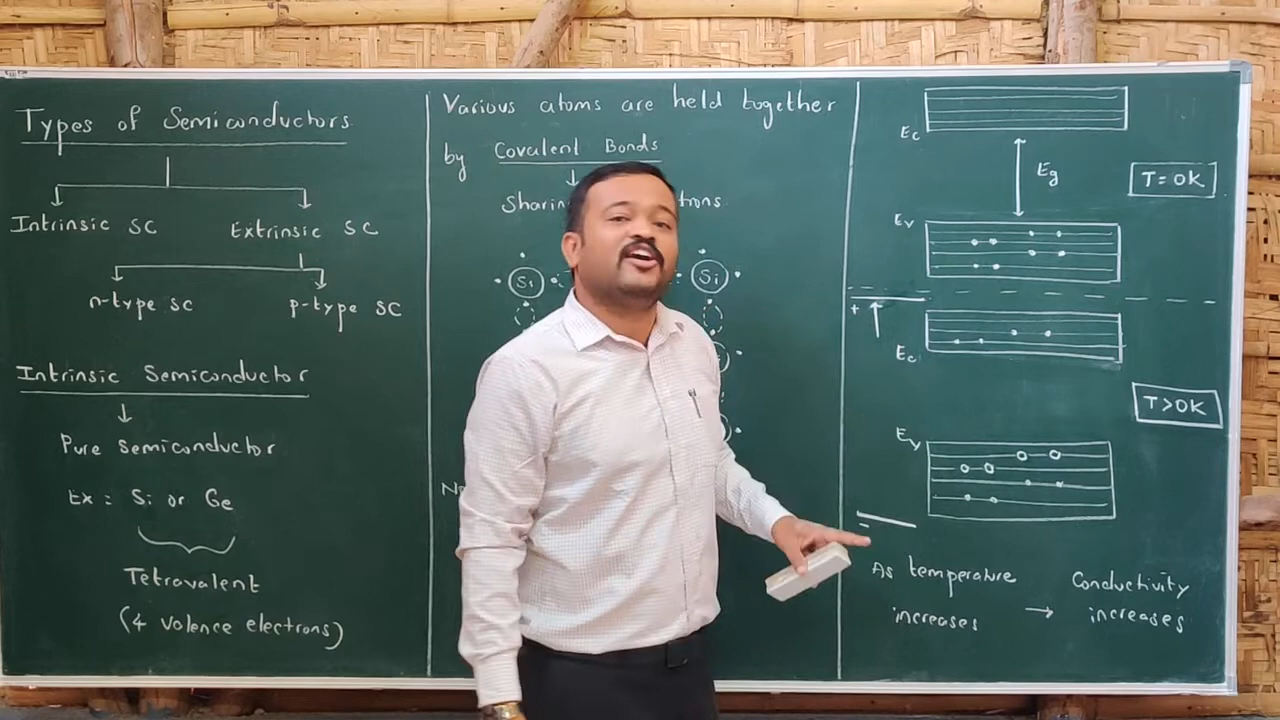 Types of Semiconductors
Intrinsic SC Extrinsic SC
n-type SC p-type SC
Intrinsic Semiconductor
Pure Semiconductor
Ex : Si or Ge
Tetravalent
(4 valence electrons)
Various atoms are held together
by Covalent Bonds
Si Si
Ec
Eg
T=0K
Ev
+
Ec
T>0K
Ev
-
As temperature increases → Conductivity increases